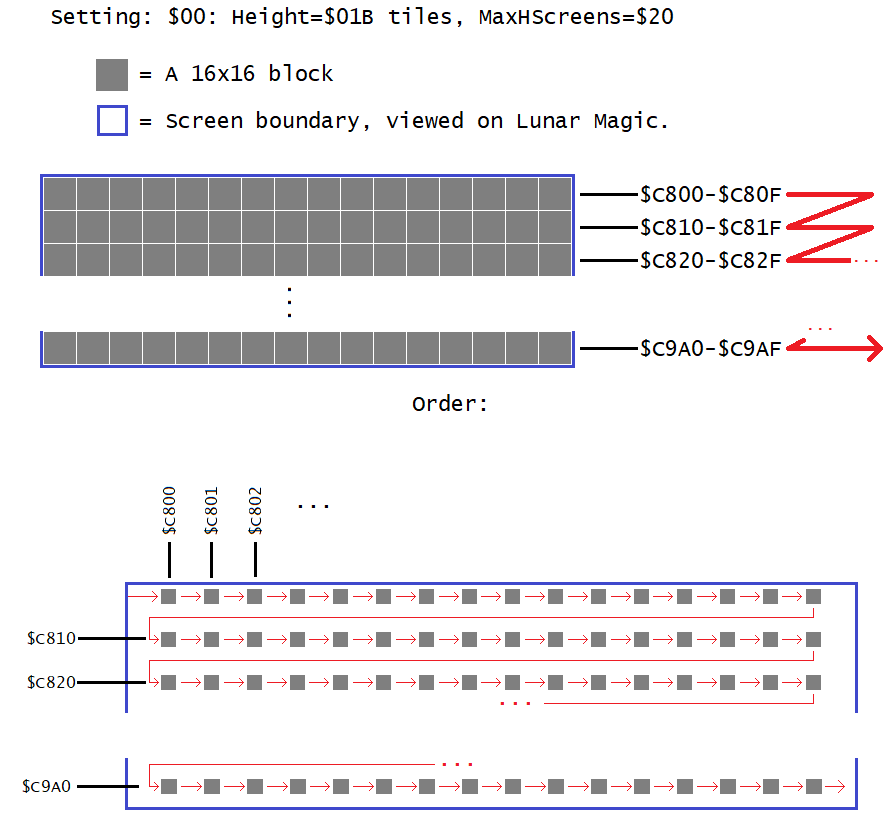 Setting: $00: Height=$01B tiles, MaxHScreens=$20
= A 16x16 block
= Screen boundary, viewed on Lunar Magic.
$C800-$C80F
$C810-$C81F
$C820-$C82F
...
$C9A0-$C9AF
Order:
$C800 $C801 $C802 ...
$C810
$C820
...
...
$C9A0